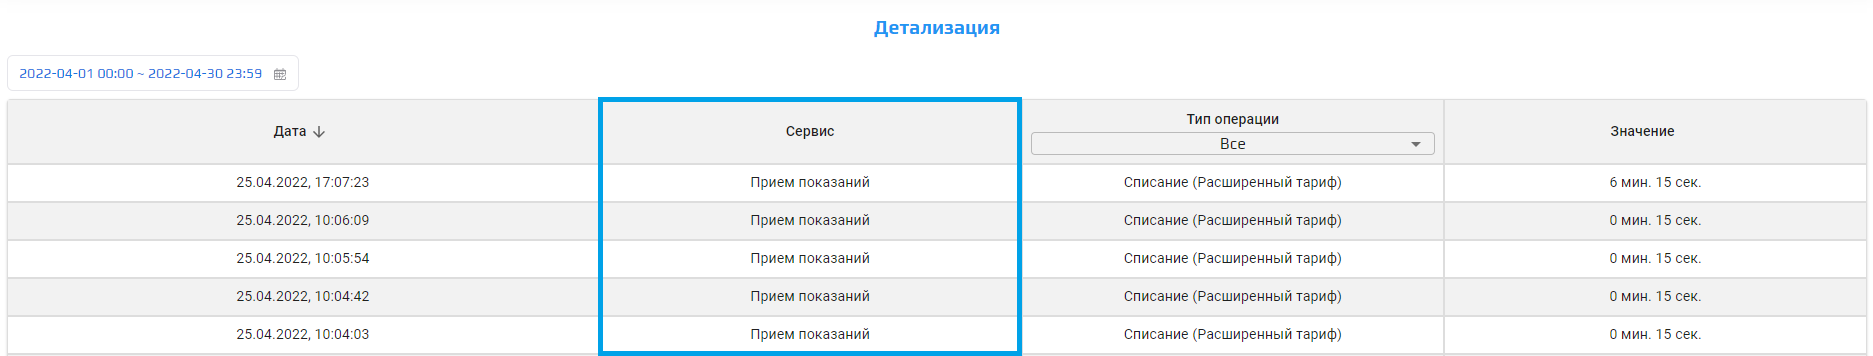 Детализация
2022-04-01 00:00 ~ 2022-04-30 23:59
Дата Сервис Тип операции Значение
Все
25.04.2022, 17:07:23 Прием показаний Списание (Расширенный тариф) 6 мин. 15 сек.
25.04.2022, 10:06:09 Прием показаний Списание (Расширенный тариф) 0 мин. 15 сек.
25.04.2022, 10:05:54 Прием показаний Списание (Расширенный тариф) 0 мин. 15 сек.
25.04.2022, 10:04:42 Прием показаний Списание (Расширенный тариф) 0 мин. 15 сек.
25.04.2022, 10:04:03 Прием показаний Списание (Расширенный тариф) 0 мин. 15 сек.